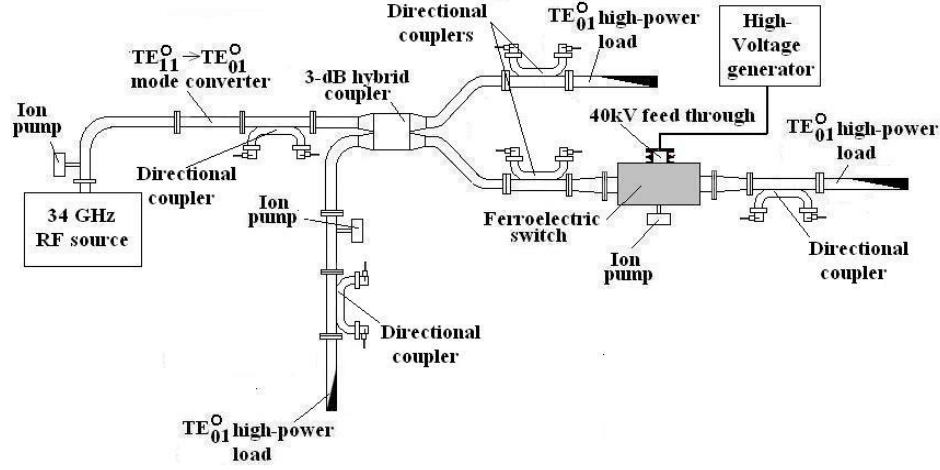 Directional
couplers
TE°01 high-power
load
High-
Voltage
generator
TE°11→TE°01
mode converter
3-dB hybrid
coupler
Ion
pump
40kV feed through
TE°01 high-power
load
Directional
coupler
34 GHz
RF source
Ion
pump
Ferroelectric
switch
Ion
pump
Directional
coupler
Directional
coupler
TE°01 high-power
load